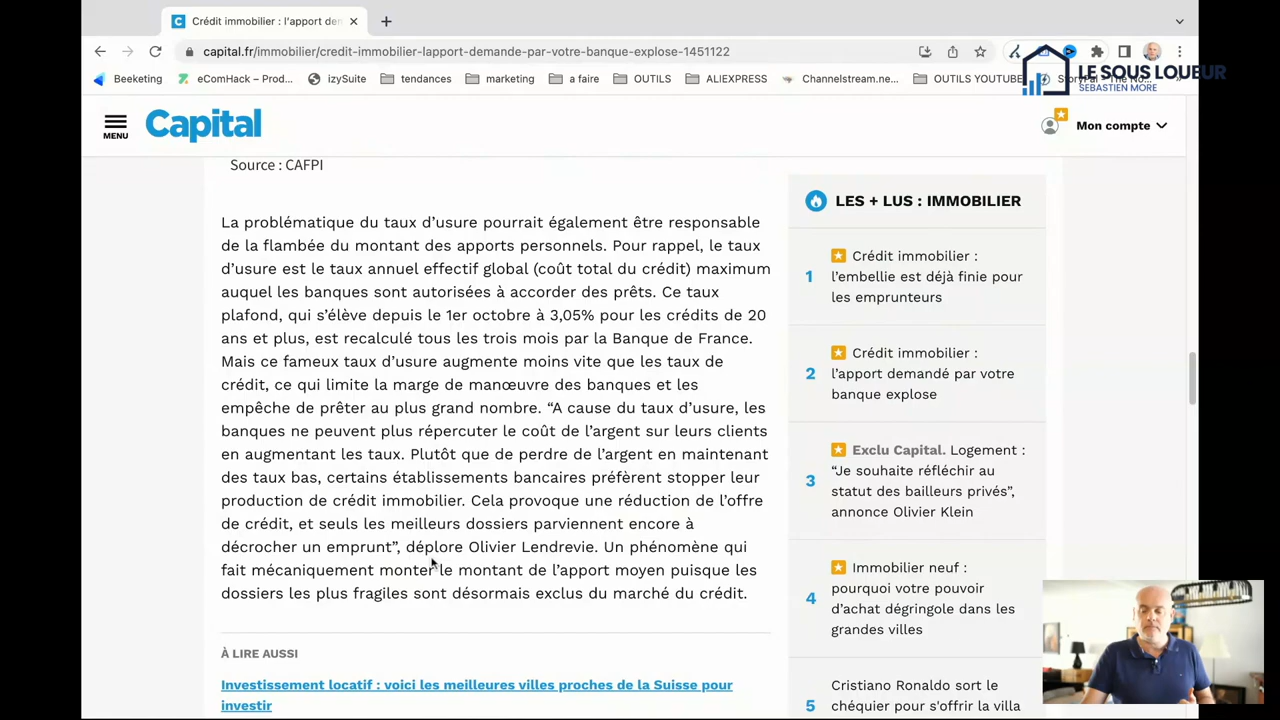 Crédit immobilier : l'apport den
capital.fr/immobilier/credit-immobilier-lapport-demande-par-votre-banque-explose-1451122
Beeketing
eComHack – Prod...
izySuite
tendances
mrketing
a faire
OUTILS
ALIEXPRESS
Channelstream.ne...
OUTILS YOUTUBE
LE SOUS LOUEUR
SEBASTIEN MORE
MENU
Capital
Mon compte
Source : CAFPI
La problématique du taux d’usure pourrait également être responsable
de la flambée du montant des apports personnels. Pour rappel, le taux
d’usure est le taux annuel effectif global (coût total du crédit) maximum
auquel les banques sont autorisées à accorder des prêts. Ce taux
plafond, qui s’élève depuis le 1er octobre à 3,05% pour les crédits de 20
ans et plus, est recalculé tous les trois mois par la Banque de France.
Mais ce fameux taux d’usure augmente moins vite que les taux de
crédit, ce qui limite la marge de manœuvre des banques et les
empêche de prêter au plus grand nombre. “A cause du taux d’usure, les
banques ne peuvent plus répercuter le coût de l’argent sur leurs clients
en augmentant les taux. Plutôt que de perdre de l’argent en maintenant
des taux bas, certains établissements bancaires préfèrent stopper leur
production de crédit immobilier. Cela provoque une réduction de l’offre
de crédit, et seuls les meilleurs dossiers parviennent encore à
décrocher un emprunt”, déplore Olivier Lendrevie. Un phénomène qui
fait mécaniquement monter le montant de l’apport moyen puisque les
dossiers les plus fragiles sont désormais exclus du marché du crédit.
À LIRE AUSSI
Investissement locatif : voici les meilleures villes proches de la Suisse pour
investir
LES + LUS : IMMOBILIER
1
Crédit immobilier :
l’embellie est déjà finie pour
les emprunteurs
2
Crédit immobilier :
l’apport demandé par votre
banque explose
3
Exclu Capital. Logement :
“Je souhaite réfléchir au
statut des bailleurs privés”,
annonce Olivier Klein
4
Immobilier neuf :
pourquoi votre pouvoir
d’achat dégringole dans les
grandes villes
5
Cristiano Ronaldo sort le
chéquier pour s'offrir la villa